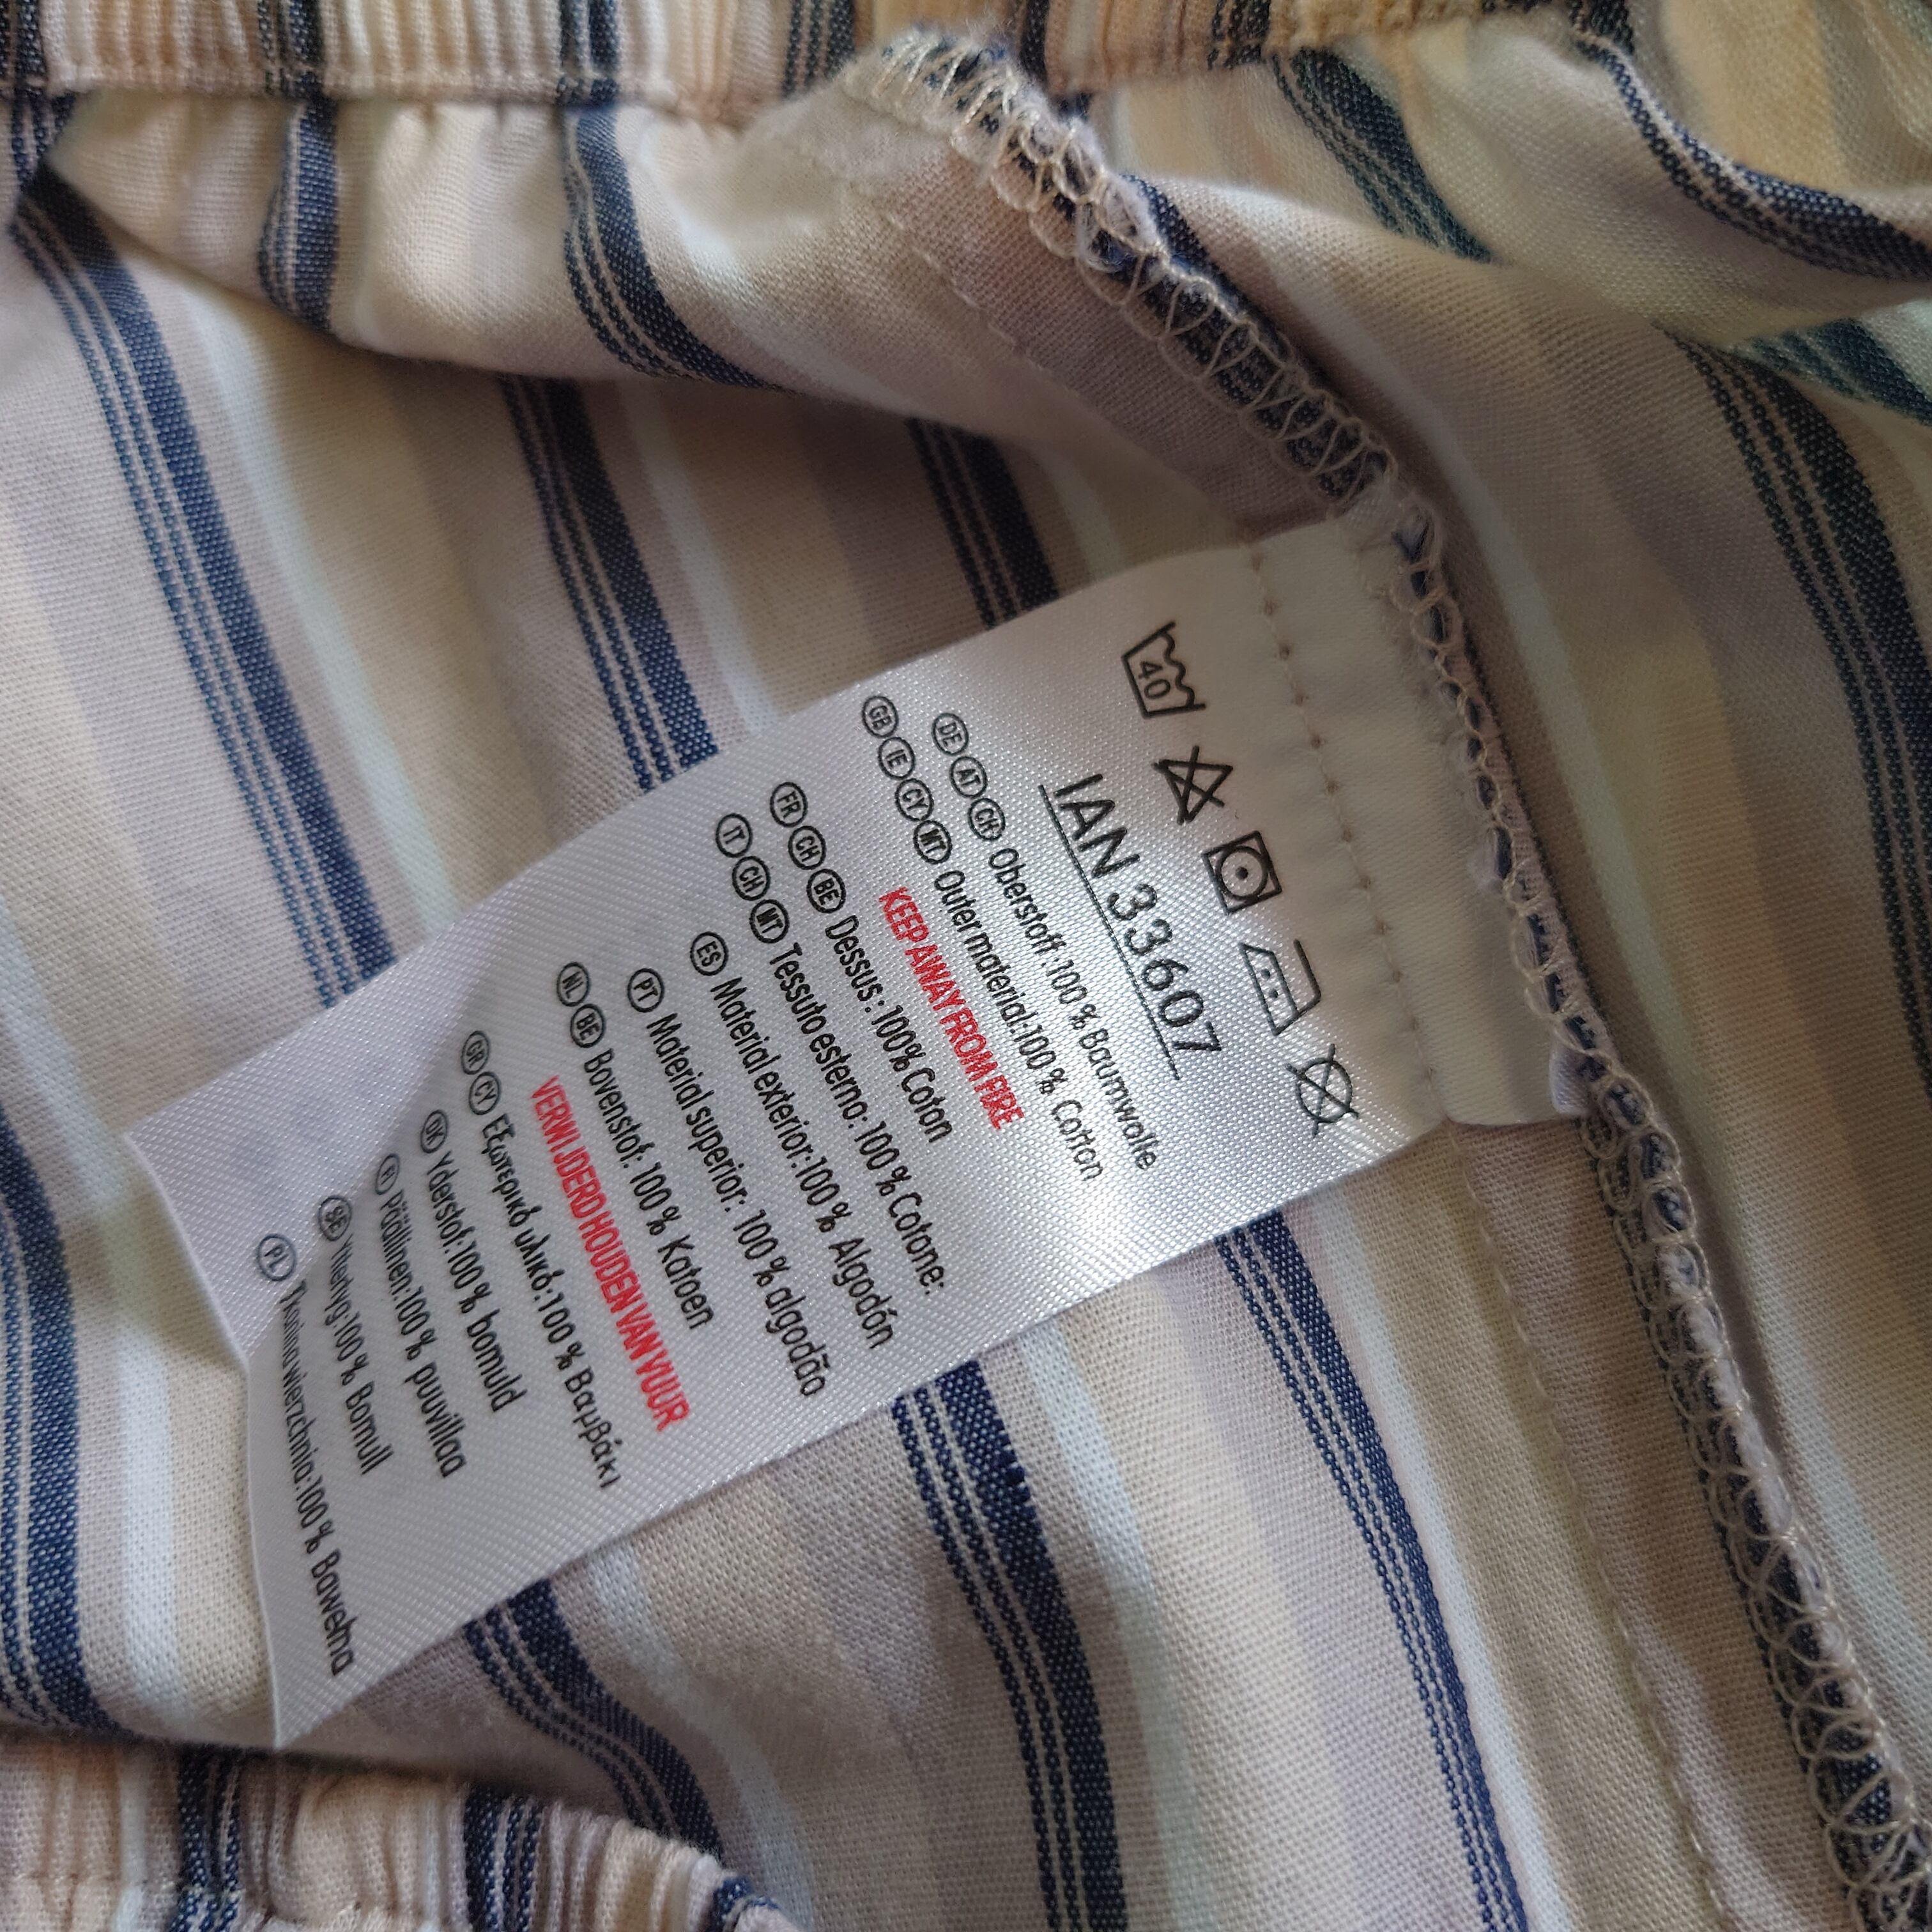 40
IAN 33607
DE AT CH Oberstoff:100 % Baumwolle
GB IE CY MT Outer material:100 % Cotton
KEEP AWAY FROM FIRE
FR CH BE Dessus:100% Coton
IT CH MT Tessuto esterno: 100 % Cotone:
ES Material exterior:100 % Algodón
PT Material superior: 100 % algodão
NL BE Bovenstof: 100 % Katoen
VERWIJDERD HOUDEN VAN VUUR
GR CY Εξωτερικό υλικό:100 % Βαμβάκι
DK Yderstof:100 % bomuld
FI Päällinen:100 % puuvillaa
SE Yttertyg:100 % Bomull
PL Tkanina wierzchnia:100 % Bawełna